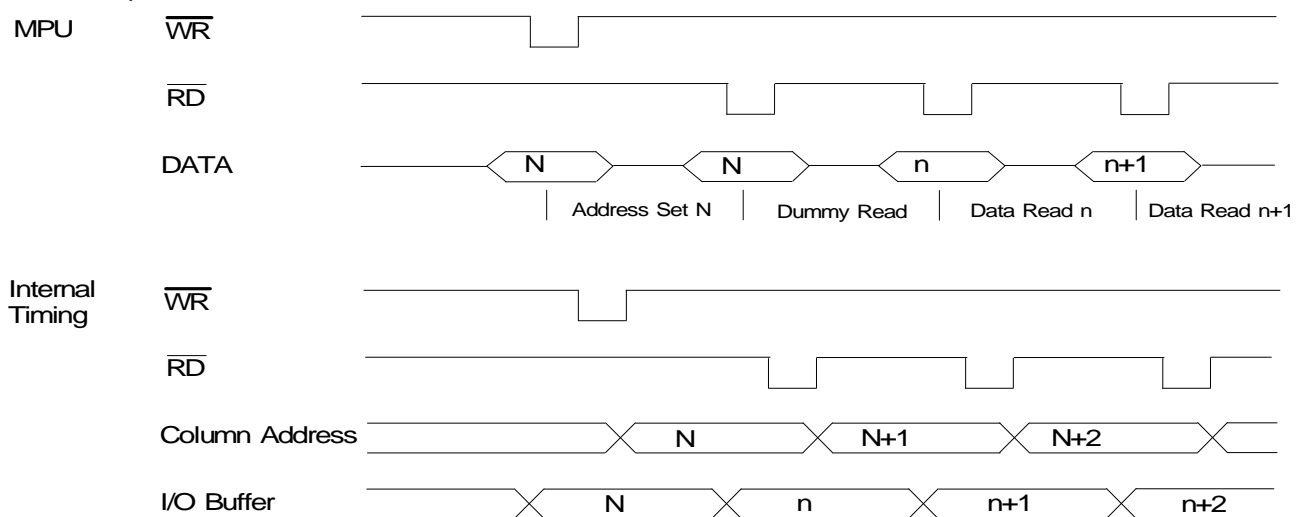 MPU WR
RD
DATA N N n n+1
Address Set N Dummy Read Data Read n Data Read n+1
Internal Timing WR
RD
Column Address N N+1 N+2
I/O Buffer N n n+1 n+2